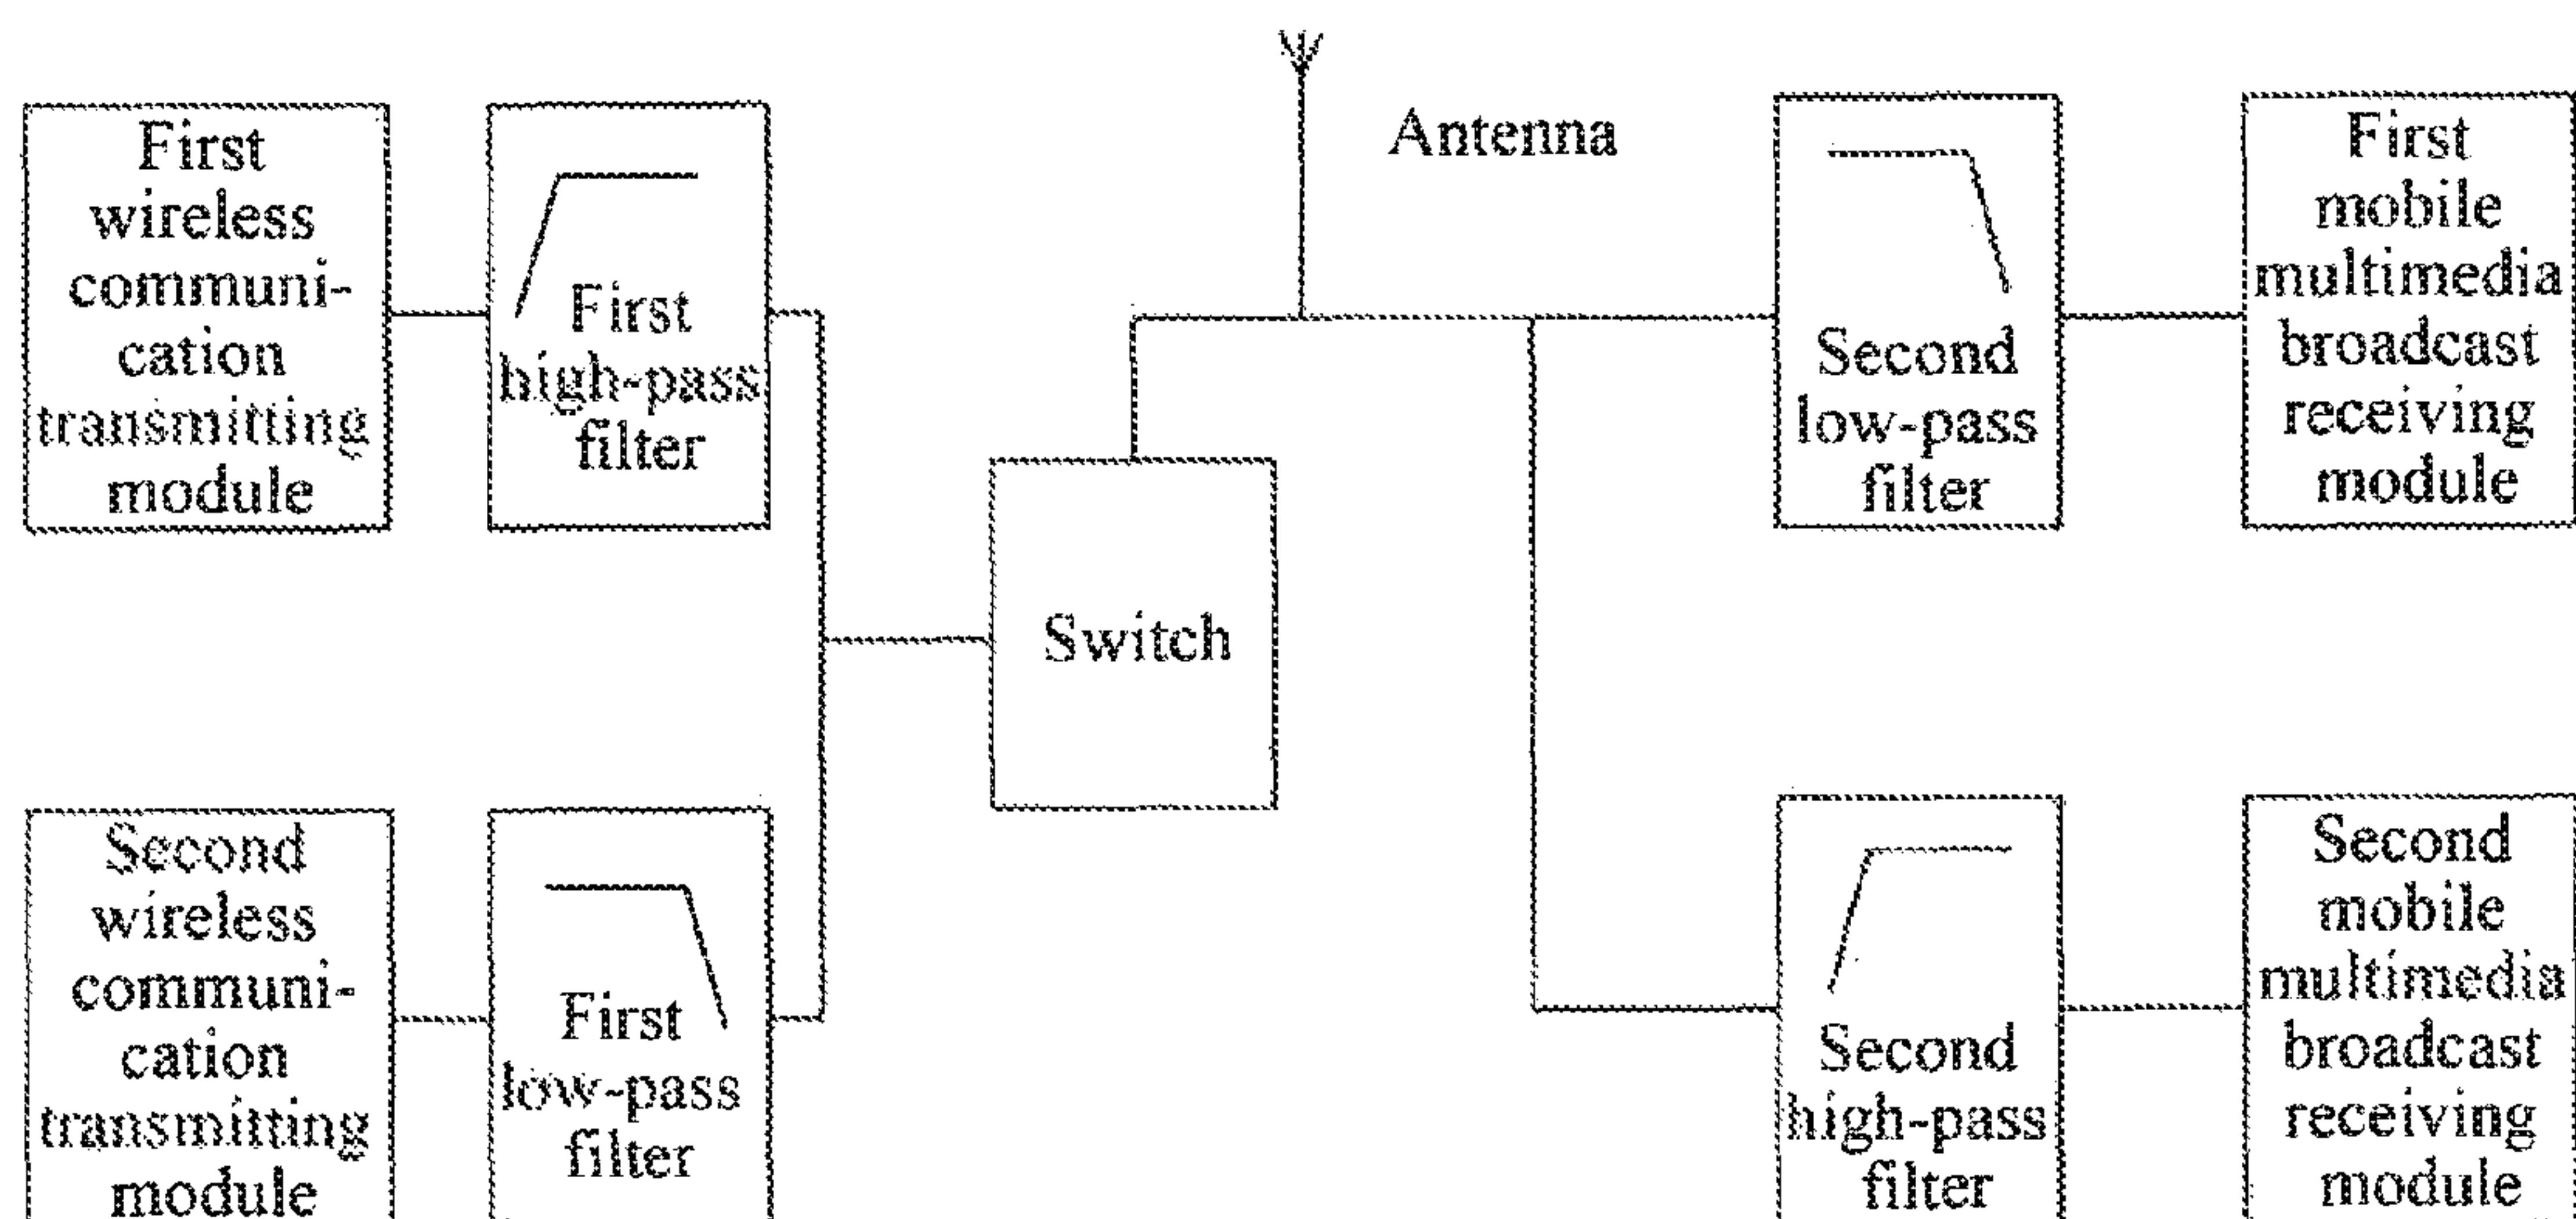 First
wireless
communi-
cation
transmitting
module
First
high-pass
filter
Antenna
Second
low-pass
filter
First
mobile
multimedia
broadcast
receiving
module
Switch
Second
wireless
communi-
cation
transmitting
module
First
low-pass
filter
Second
high-pass
filter
Second
mobile
multimedia
broadcast
receiving
module